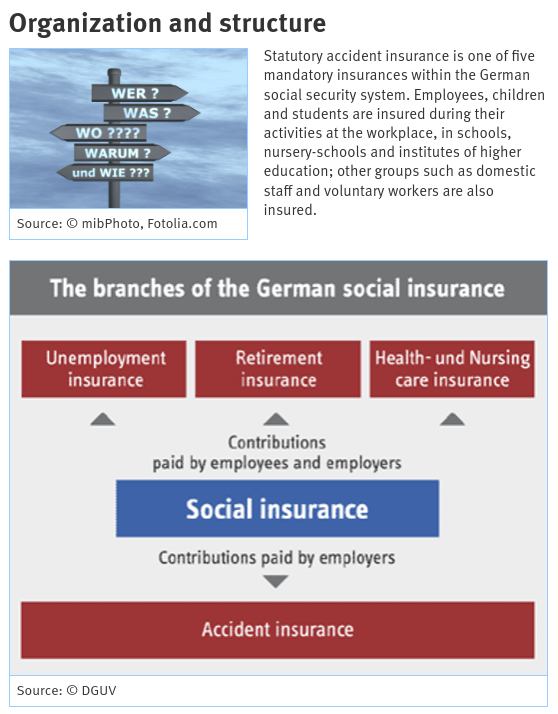 Organization and structure
WER ?
WAS ?
WO ????
WARUM ?
und WIE ???
Source: © mibPhoto, Fotolia.com
Statutory accident insurance is one of five
mandatory insurances within the German
social security system. Employees, children
and students are insured during their
activities at the workplace, in schools,
nursery-schools and institutes of higher
education; other groups such as domestic
staff and voluntary workers are also
insured.
The branches of the German social insurance
Unemployment
insurance
Retirement
insurance
Health- und Nursing
care insurance
Contributions
paid by employees and employers
Social insurance
Contributions paid by employers
Accident insurance
Source: © DGUV